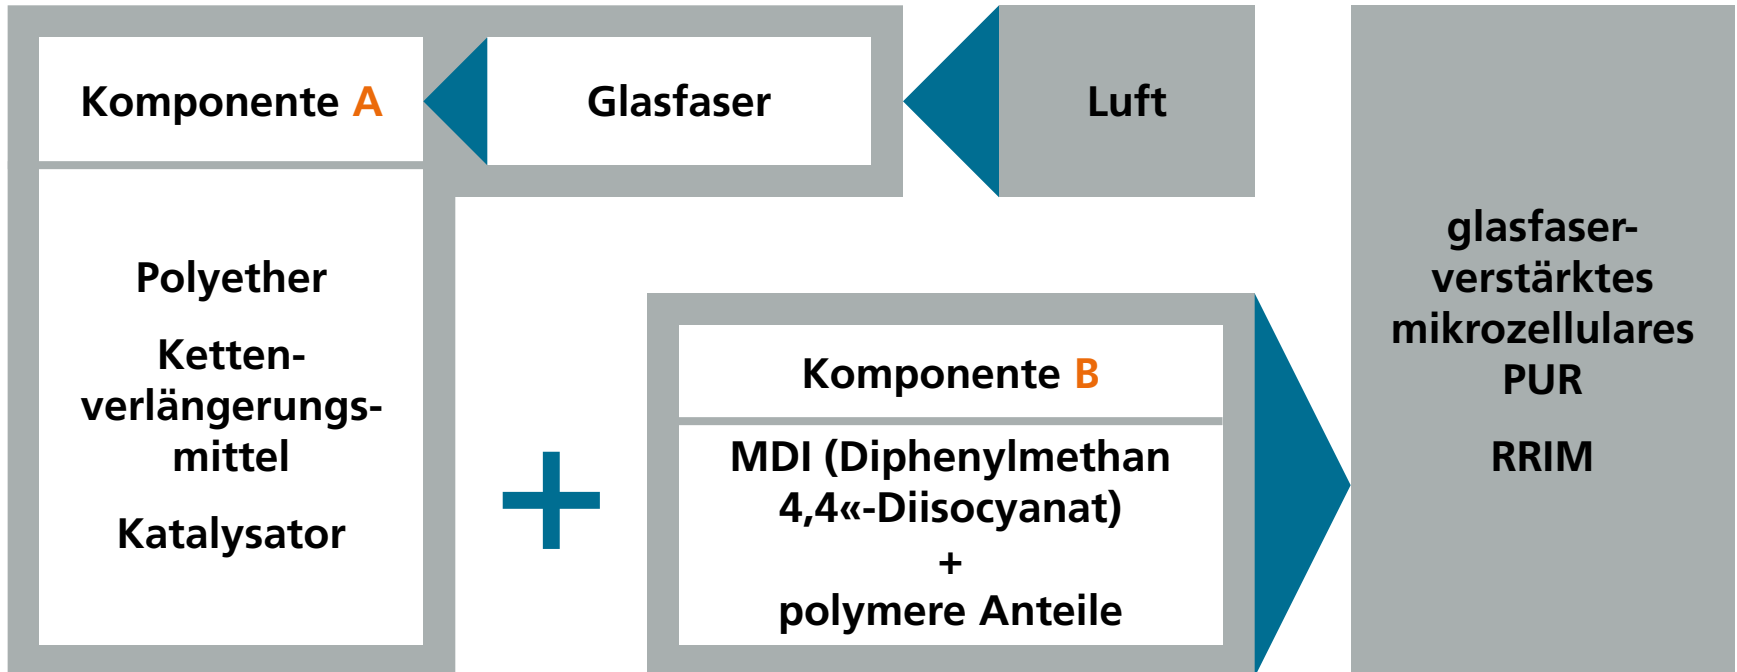 Komponente A
Glasfaser
Luft
Polyether
Ketten-
verlängerungs-
mittel
Katalysator
+
Komponente B
MDI (Diphenylmethan
4,4«-Diisocyanat)
+
polymere Anteile
glasfaser-
verstärktes
mikrozellulares
PUR
RRIM